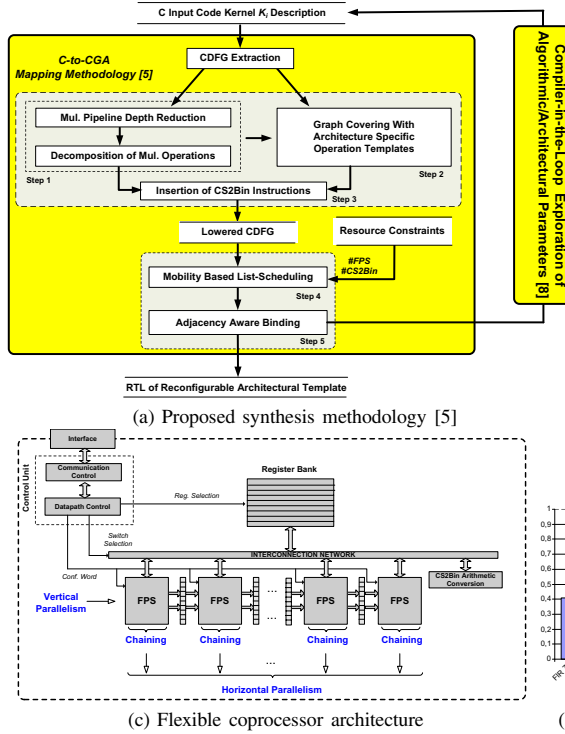 C Input Code Kernel Ki Description
C-to-CGA
Mapping Methodology [5]
CDFG Extraction
Mul. Pipeline Depth Reduction
Decomposition of Mul. Operations
Step 1
Graph Covering With
Architecture Specific
Operation Templates
Step 2
Insertion of CS2Bin Instructions
Step 3
Lowered CDFG
Resource Constraints
#FPS
#CS2Bin
Mobility Based List-Scheduling
Step 4
Adjacency Aware Binding
Step 5
RTL of Reconfigurable Architectural Template
Compiler-in-the-Loop Exploration of
Algorithmic/Architectural Parameters [8]
(a) Proposed synthesis methodology [5]
Control Unit
Interface
Communication
Control
Datapath Control
Reg. Selection
Register Bank
Switch
Selection
INTERCONNECTION NETWORK
Conf. Word
CS2Bin Arithmetic
Conversion
Vertical
Parallelism
FPS
FPS
...
...
FPS
FPS
Chaining
Chaining
Chaining
Chaining
...
Horizontal Parallelism
(c) Flexible coprocessor architecture
1
0,9
0,8
0,7
0,6
0,5
0,4
0,3
0,2
0,1
0
FIR
(